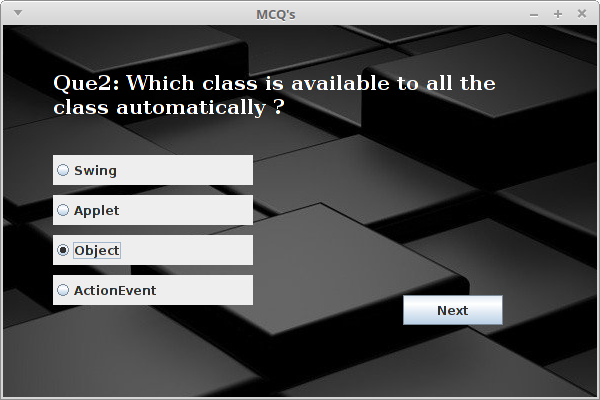 MCQ's
Que2: Which class is available to all the
class automatically ?
Swing
Applet
Object
ActionEvent
Next